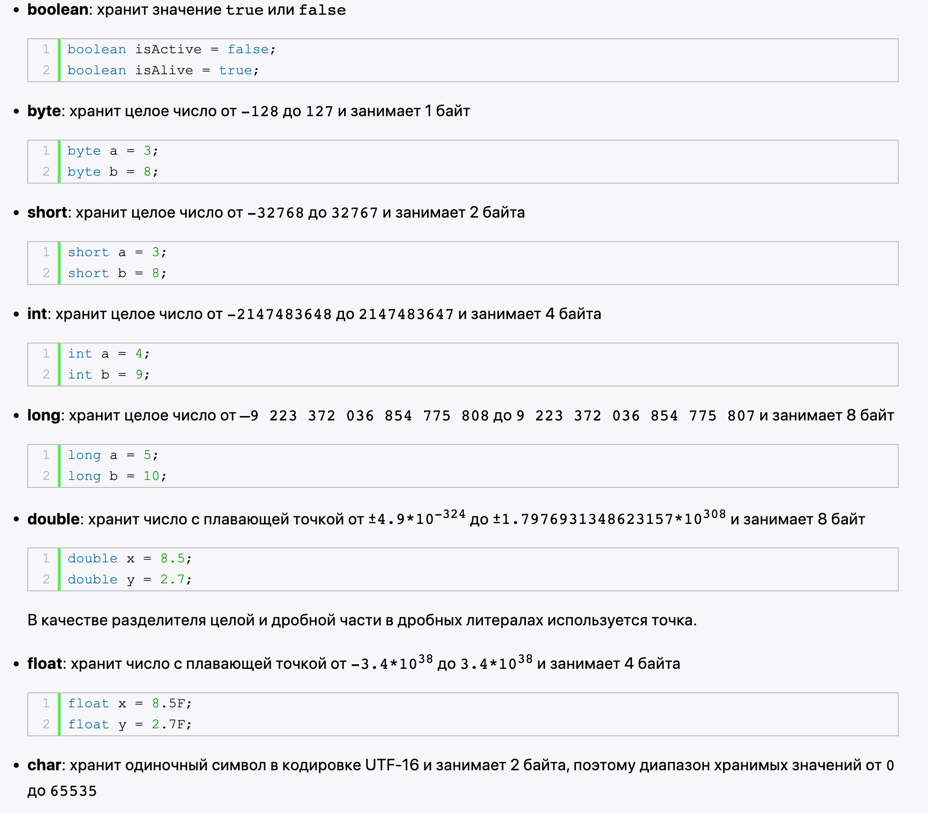 • boolean: хранит значение true или false
1 boolean isActive = false;
2 boolean isAlive = true;
• byte: хранит целое число от -128 до 127 и занимает 1 байт
1 byte a = 3;
2 byte b = 8;
• short: хранит целое число от -32768 до 32767 и занимает 2 байта
1 short a = 3;
2 short b = 8;
• int: хранит целое число от -2147483648 до 2147483647 и занимает 4 байта
1 int a = 4;
2 int b = 9;
• long: хранит целое число от –9 223 372 036 854 775 808 до 9 223 372 036 854 775 807 и занимает 8 байт
1 long a = 5;
2 long b = 10;
• double: хранит число с плавающей точкой от ±4.9*10⁻³²⁴ до ±1.7976931348623157*10³⁰⁸ и занимает 8 байт
1 double x = 8.5;
2 double y = 2.7;
В качестве разделителя целой и дробной части в дробных литералах используется точка.
• float: хранит число с плавающей точкой от -3.4*10³⁸ до 3.4*10³⁸ и занимает 4 байта
1 float x = 8.5F;
2 float y = 2.7F;
• char: хранит одиночный символ в кодировке UTF-16 и занимает 2 байта, поэтому диапазон хранимых значений от 0
до 65535